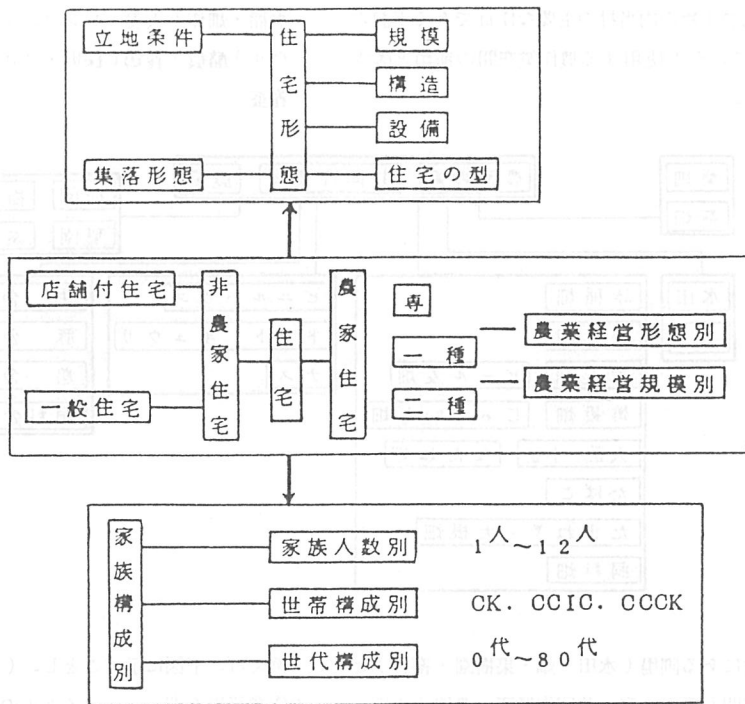 立地条件
住宅形態
規模
構造
設備
集落形態
住宅の型
店舗付住宅
非農家住宅
住宅
農家住宅
専
一種
二種
農業経営形態別
農業経営規模別
一般住宅
家族構成別
家族人数別
1人~12人
世帯構成別
CK. CCIC. CCCK
世代構成別
0代~80代